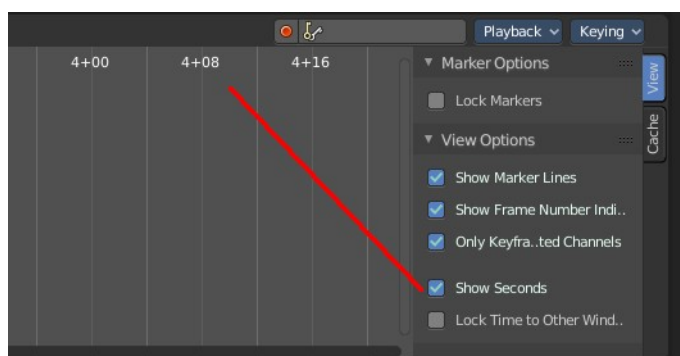 Playback Keying
4+00 4+08 4+16
Marker Options
Lock Markers
View Options
Show Marker Lines
Show Frame Number Indi..
Only Keyfra..ted Channels
Show Seconds
Lock Time to Other Wind..
View
Cache